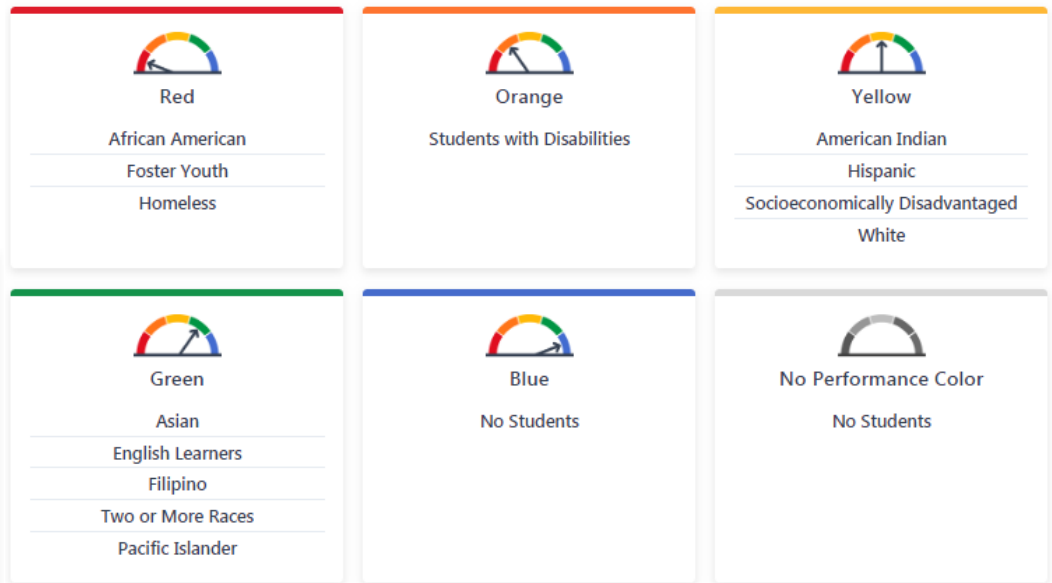 Red
African American
Foster Youth
Homeless
Orange
Students with Disabilities
Yellow
American Indian
Hispanic
Socioeconomically Disadvantaged
White
Green
Asian
English Learners
Filipino
Two or More Races
Pacific Islander
Blue
No Students
No Performance Color
No Students